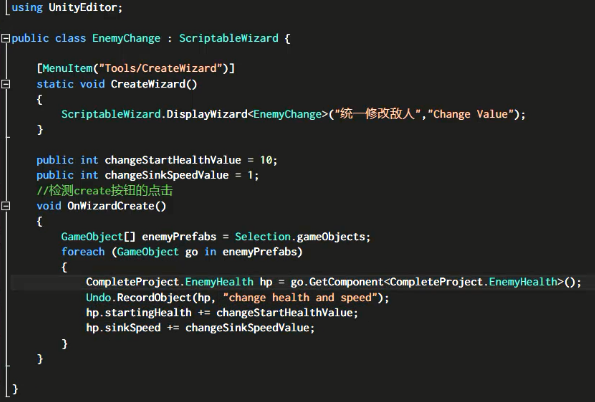 using UnityEditor;
public class EnemyChange : ScriptableWizard {
[MenuItem("Tools/CreateWizard")]
static void CreateWizard()
{
ScriptableWizard.DisplayWizard<EnemyChange>("统一修改敌人","Change Value");
}
public int changeStartHealthValue = 10;
public int changeSinkSpeedValue = 1;
//检测create按钮的点击
void OnWizardCreate()
{
GameObject[] enemyPrefabs = Selection.gameObjects;
foreach (GameObject go in enemyPrefabs)
{
CompleteProject.EnemyHealth hp = go.GetComponent<CompleteProject.EnemyHealth>();
Undo.RecordObject(hp, "change health and speed");
hp.startingHealth += changeStartHealthValue;
hp.sinkSpeed += changeSinkSpeedValue;
}
}
}